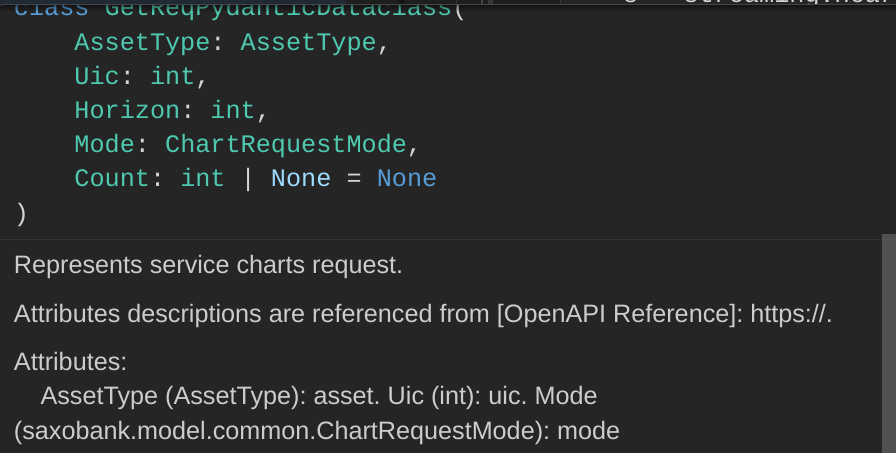 class GetReqPydanticDataclass(
AssetType: AssetType,
Uic: int,
Horizon: int,
Mode: ChartRequestMode,
Count: int | None = None
)
Represents service charts request.
Attributes descriptions are referenced from [OpenAPI Reference]: https://.
Attributes:
AssetType (AssetType): asset. Uic (int): uic. Mode
(saxobank.model.common.ChartRequestMode): mode